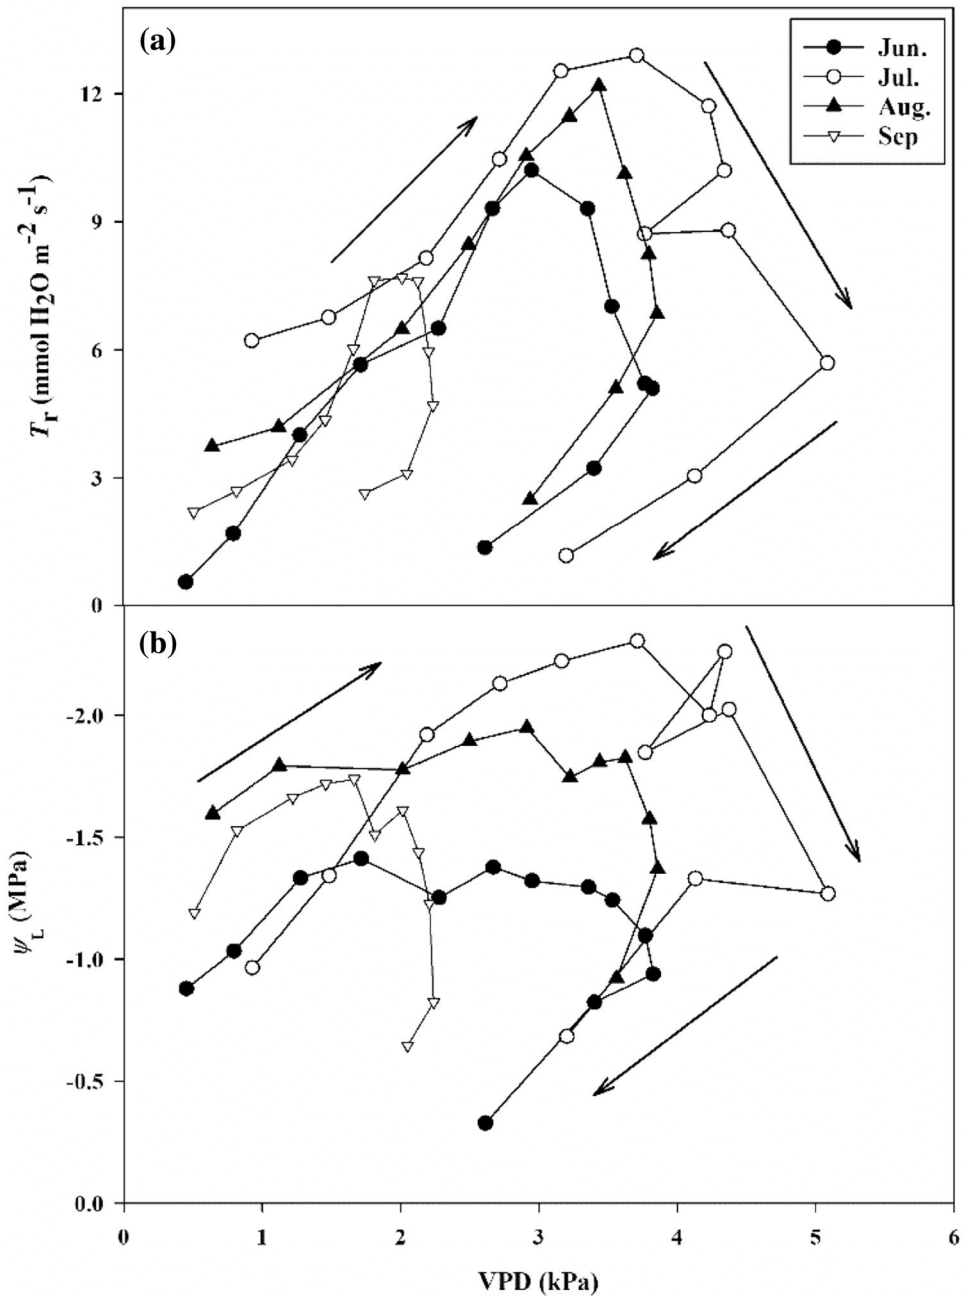 (a)
Jun.
Jul.
Aug.
Sep
12
9
6
3
0
Tr (mmol H2O m-2 s-1)
(b)
-2.0
-1.5
-1.0
-0.5
0.0
ψL (MPa)
0 1 2 3 4 5 6
VPD (kPa)